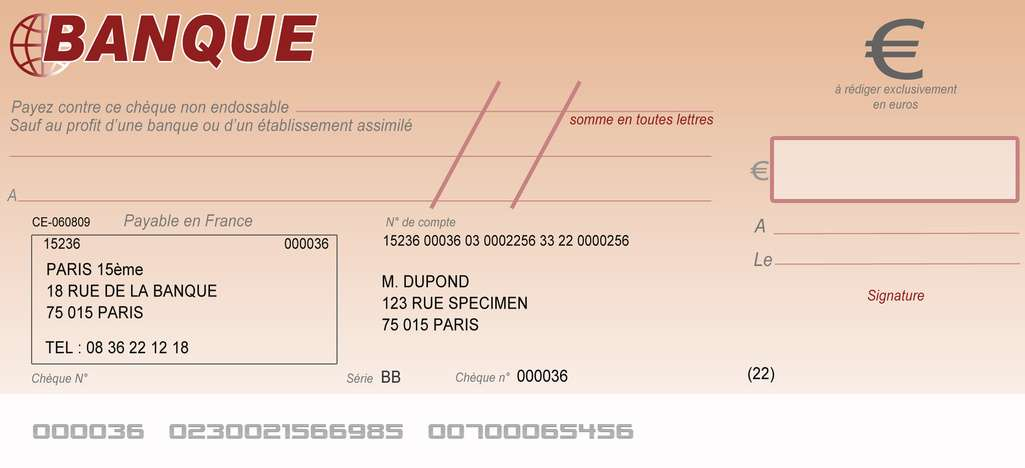 BANQUE
€
à rédiger exclusivement
en euros
Payez contre ce chèque non endossable
Sauf au profit d'une banque ou d'un établissement assimilé
somme en toutes lettres
€
A
A
Le
CE-060809 Payable en France
N° de compte
15236 000036
15236 00036 03 0002256 33 22 0000256
PARIS 15ème
18 RUE DE LA BANQUE
75 015 PARIS
TEL : 08 36 22 12 18
M. DUPOND
123 RUE SPECIMEN
75 015 PARIS
Signature
Chèque N° Série BB Chèque n° 000036 (22)
000036 0230021566985 00700065456